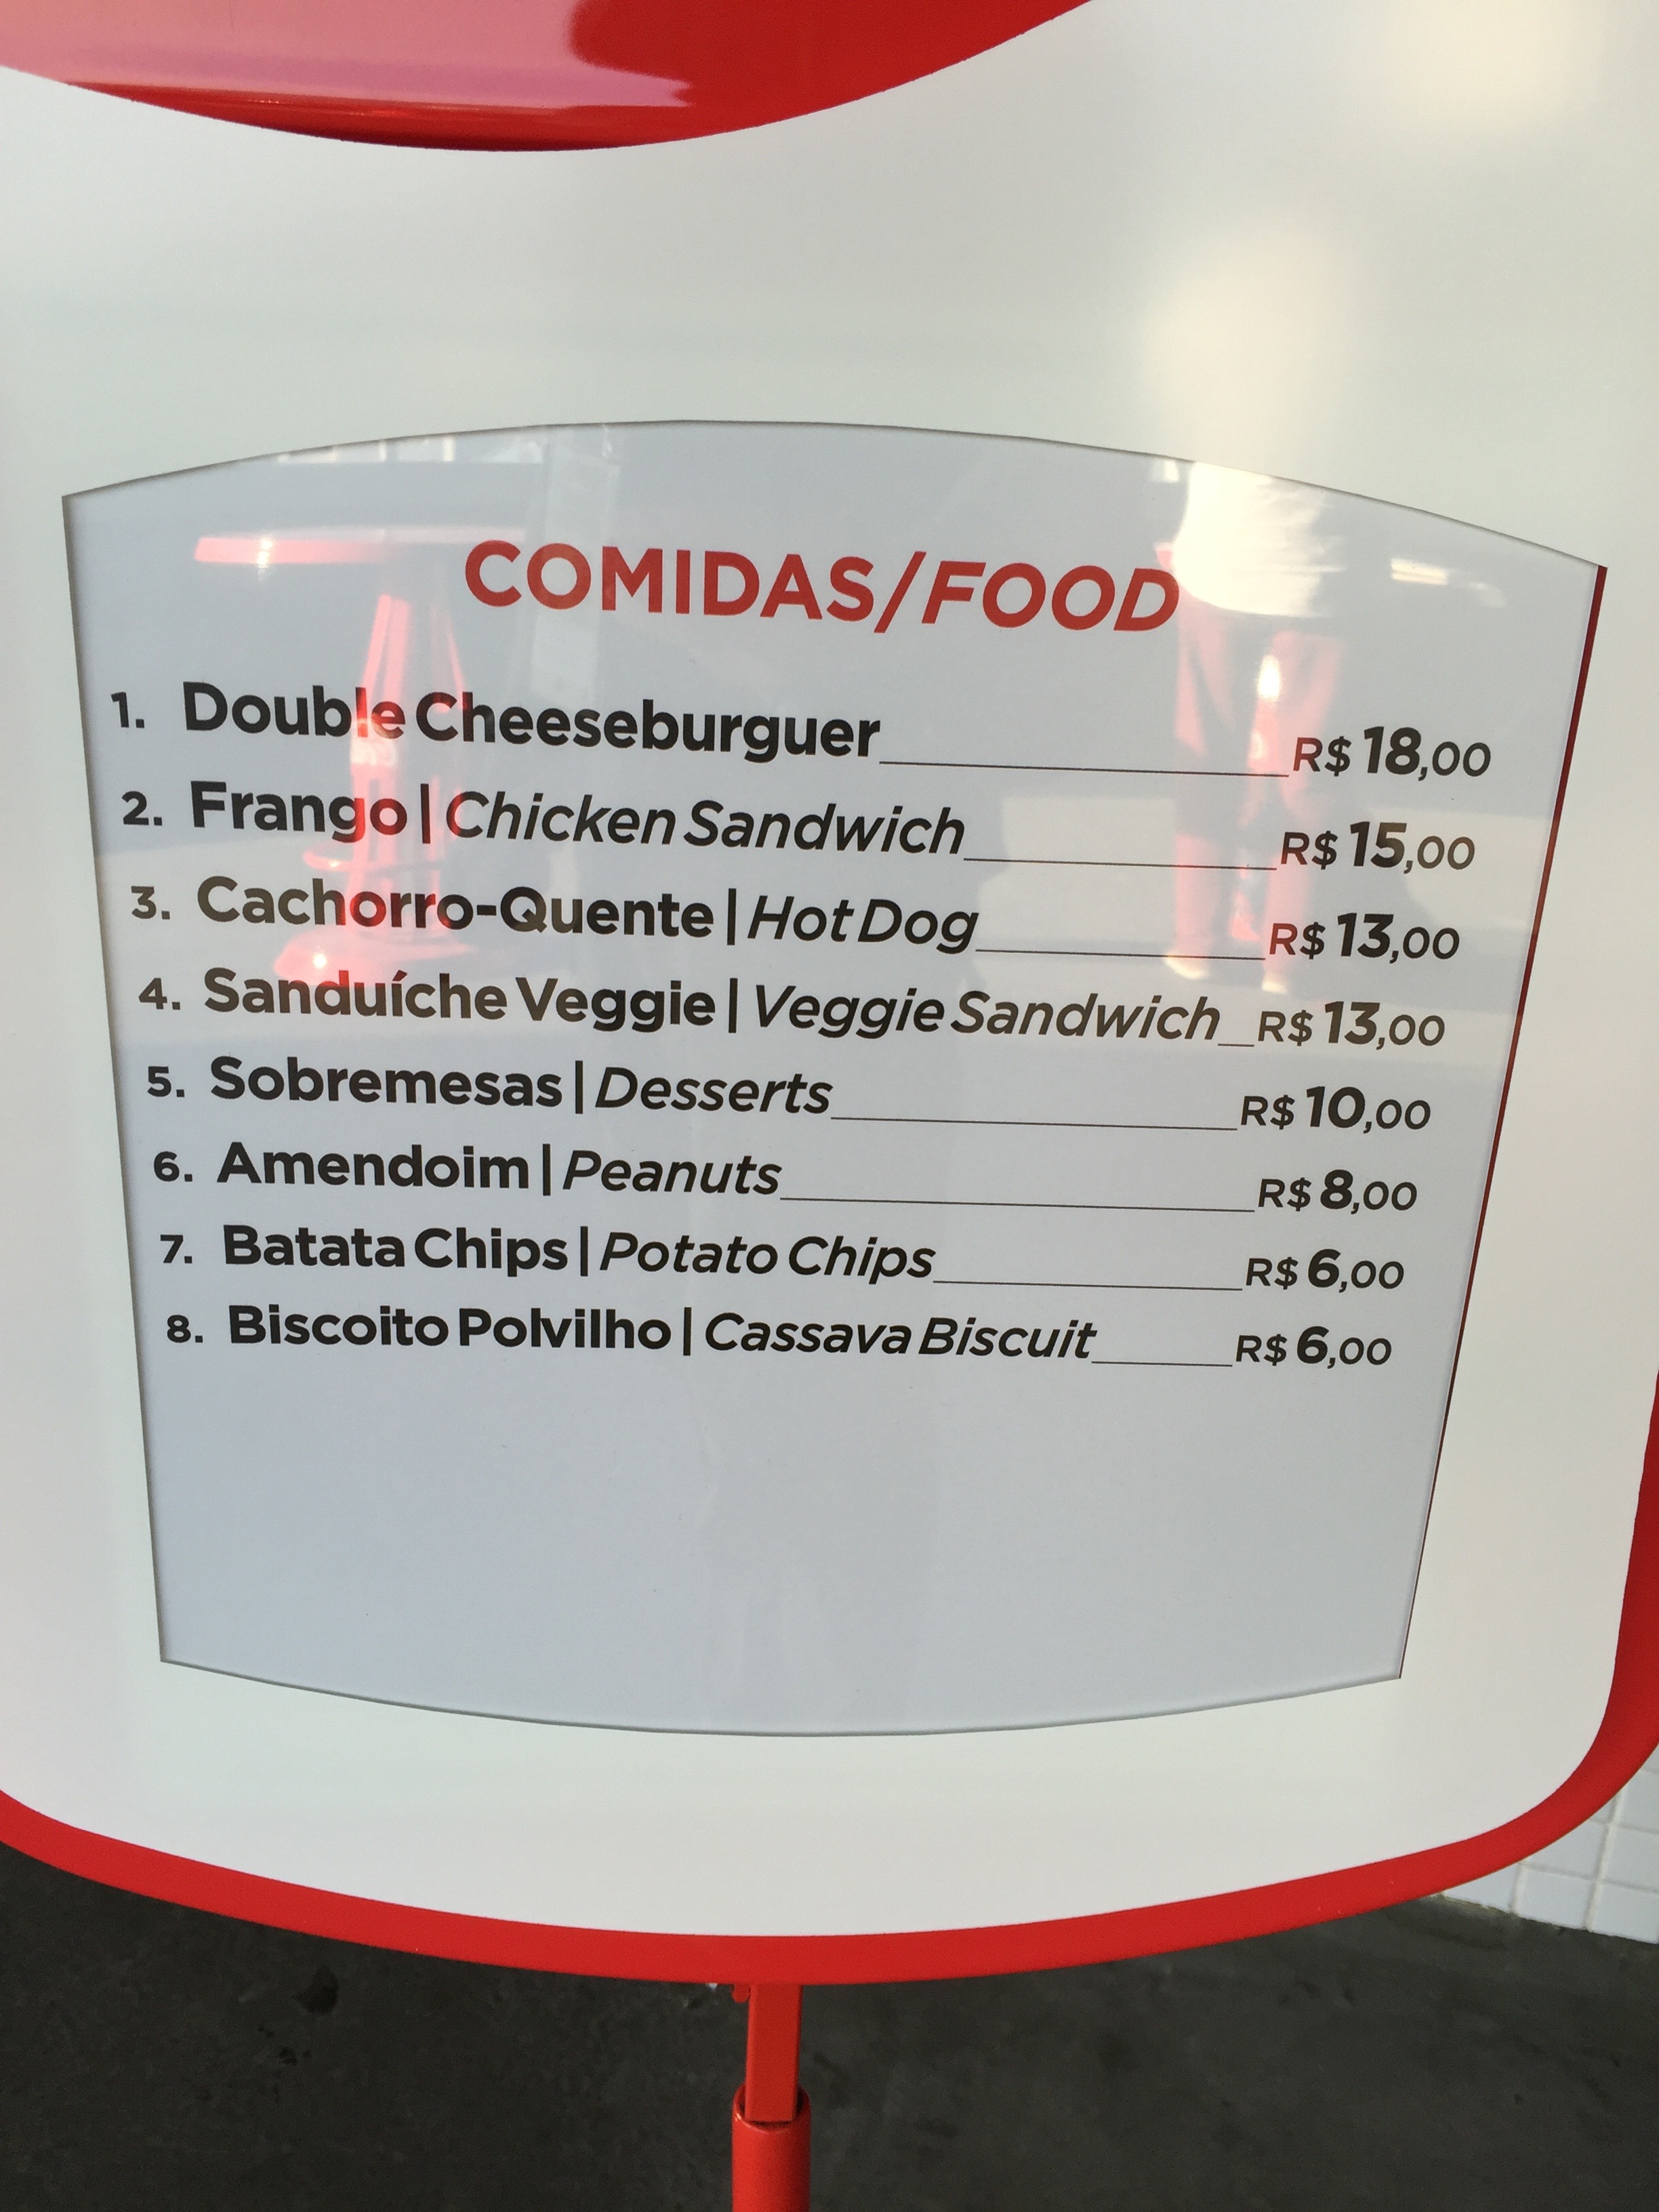 COMIDAS/FOOD
1. Double Cheeseburguer R$ 18,00
2. Frango | Chicken Sandwich R$ 15,00
3. Cachorro-Quente | Hot Dog R$ 13,00
4. Sanduíche Veggie | Veggie Sandwich R$ 13,00
5. Sobremesas | Desserts R$ 10,00
6. Amendoim | Peanuts R$ 8,00
7. Batata Chips | Potato Chips R$ 6,00
8. Biscoito Polvilho | Cassava Biscuit R$ 6,00